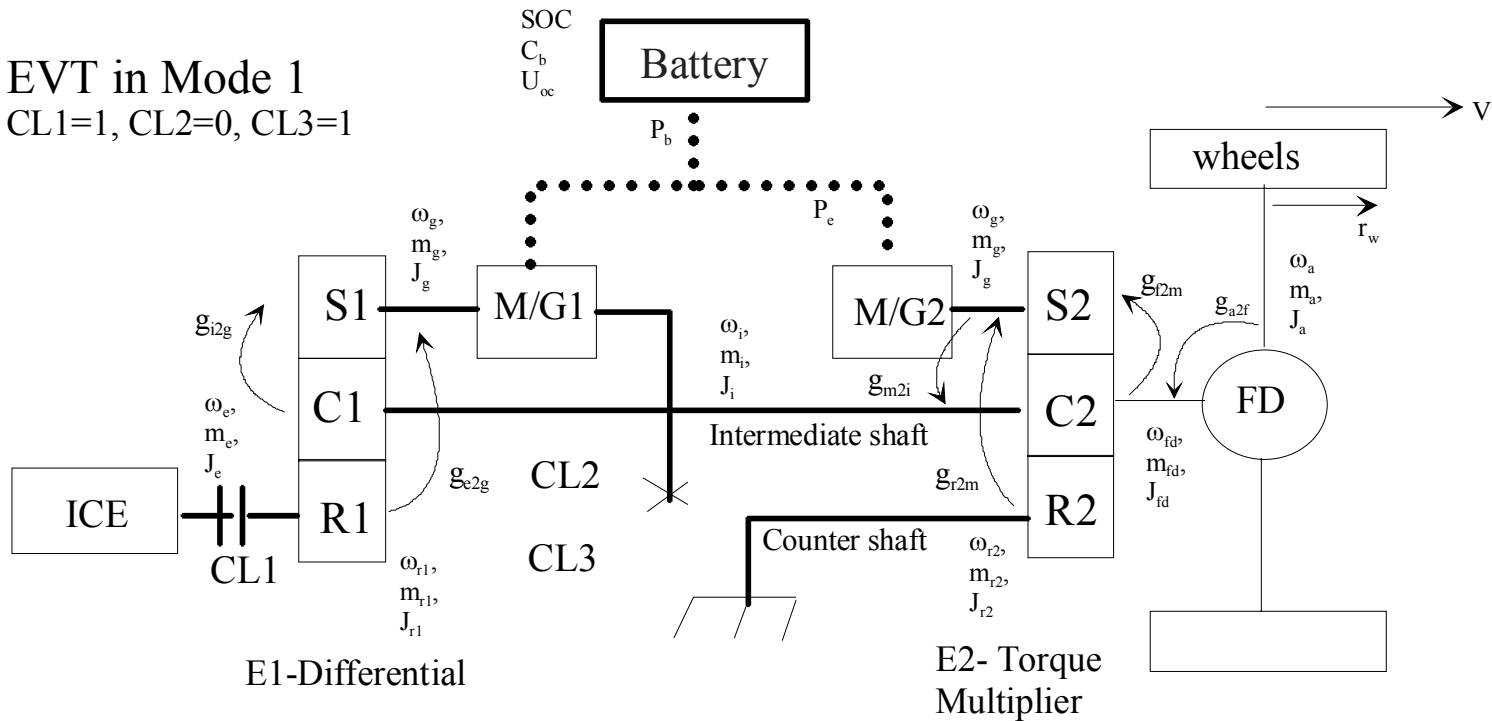 EVT in Mode 1
CL1=1, CL2=0, CL3=1
SOC
C_b
U_oc
Battery
P_b
P_e
V
wheels
r_w
ω_g,
m_g,
J_g
ω_g,
m_g,
J_g
ω_a
m_a,
J_a
S1
M/G1
M/G2
S2
g_i2g
g_f2m
g_a2f
ω_i,
m_i,
J_i
g_m2i
ω_e,
m_e,
J_e
C1
C2
FD
Intermediate shaft
ω_fd,
m_fd,
J_fd
g_e2g
CL2
g_r2m
ICE
R1
R2
CL1
CL3
Counter shaft
ω_r1,
m_r1,
J_r1
ω_r2,
m_r2,
J_r2
E1-Differential
E2- Torque
Multiplier